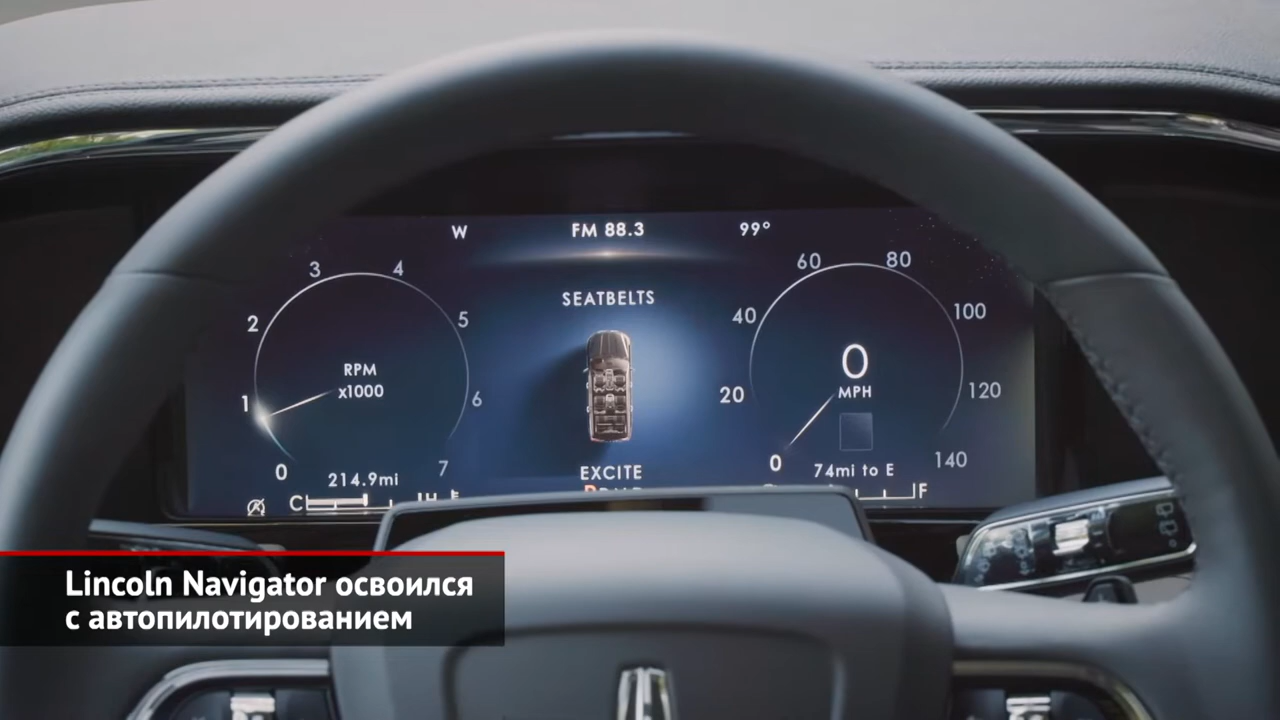 W FM 88.3 99°
SEATBELTS
3 4
2 5
1 6
0 7
RPM
x1000
60 80
40 100
20 120
0 140
0
MPH
214.9mi
EXCITE
74mi to E
C H E
F
Lincoln Navigator освоился
с автопилотированием